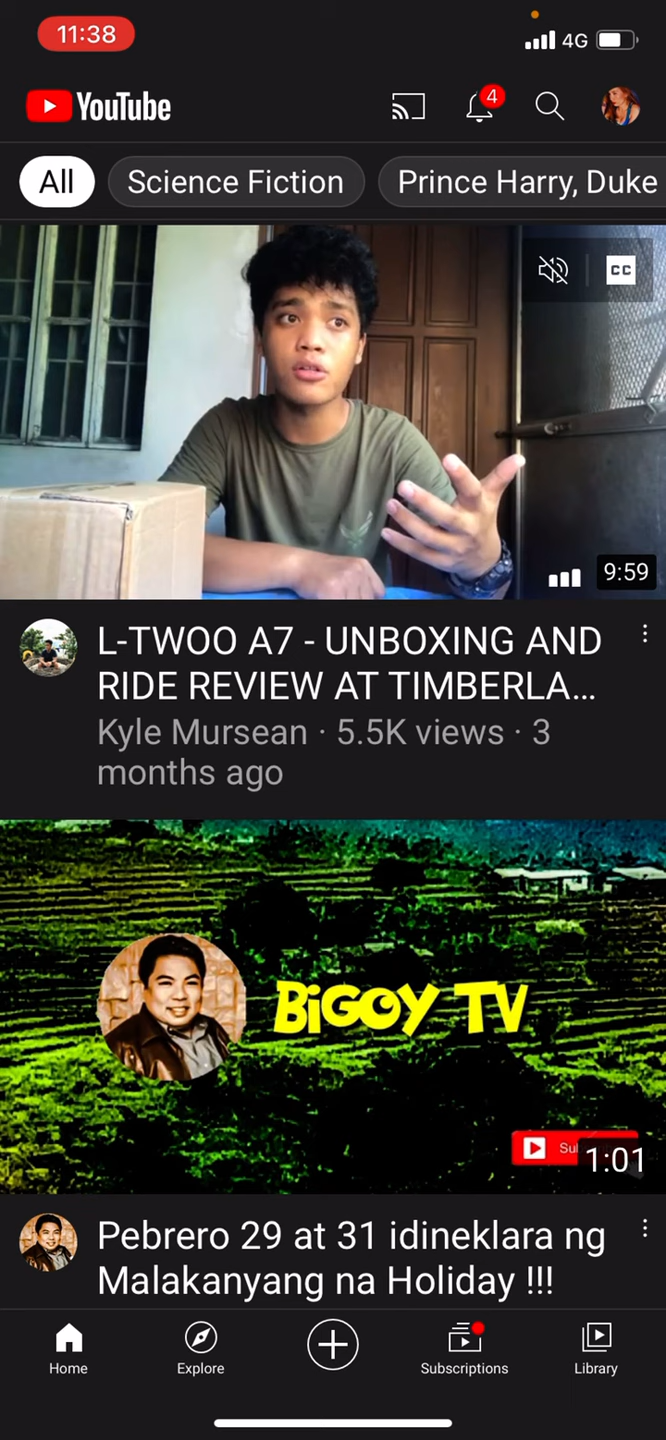 11:38
4G
YouTube
4
All
Science Fiction
Prince Harry, Duke
CC
9:59
L-TWOO A7 - UNBOXING AND
RIDE REVIEW AT TIMBERLA...
Kyle Mursean · 5.5K views · 3
months ago
BiGOY TV
Su
1:01
Pebrero 29 at 31 idineklara ng
Malakanyang na Holiday !!!
Home
Explore
Subscriptions
Library